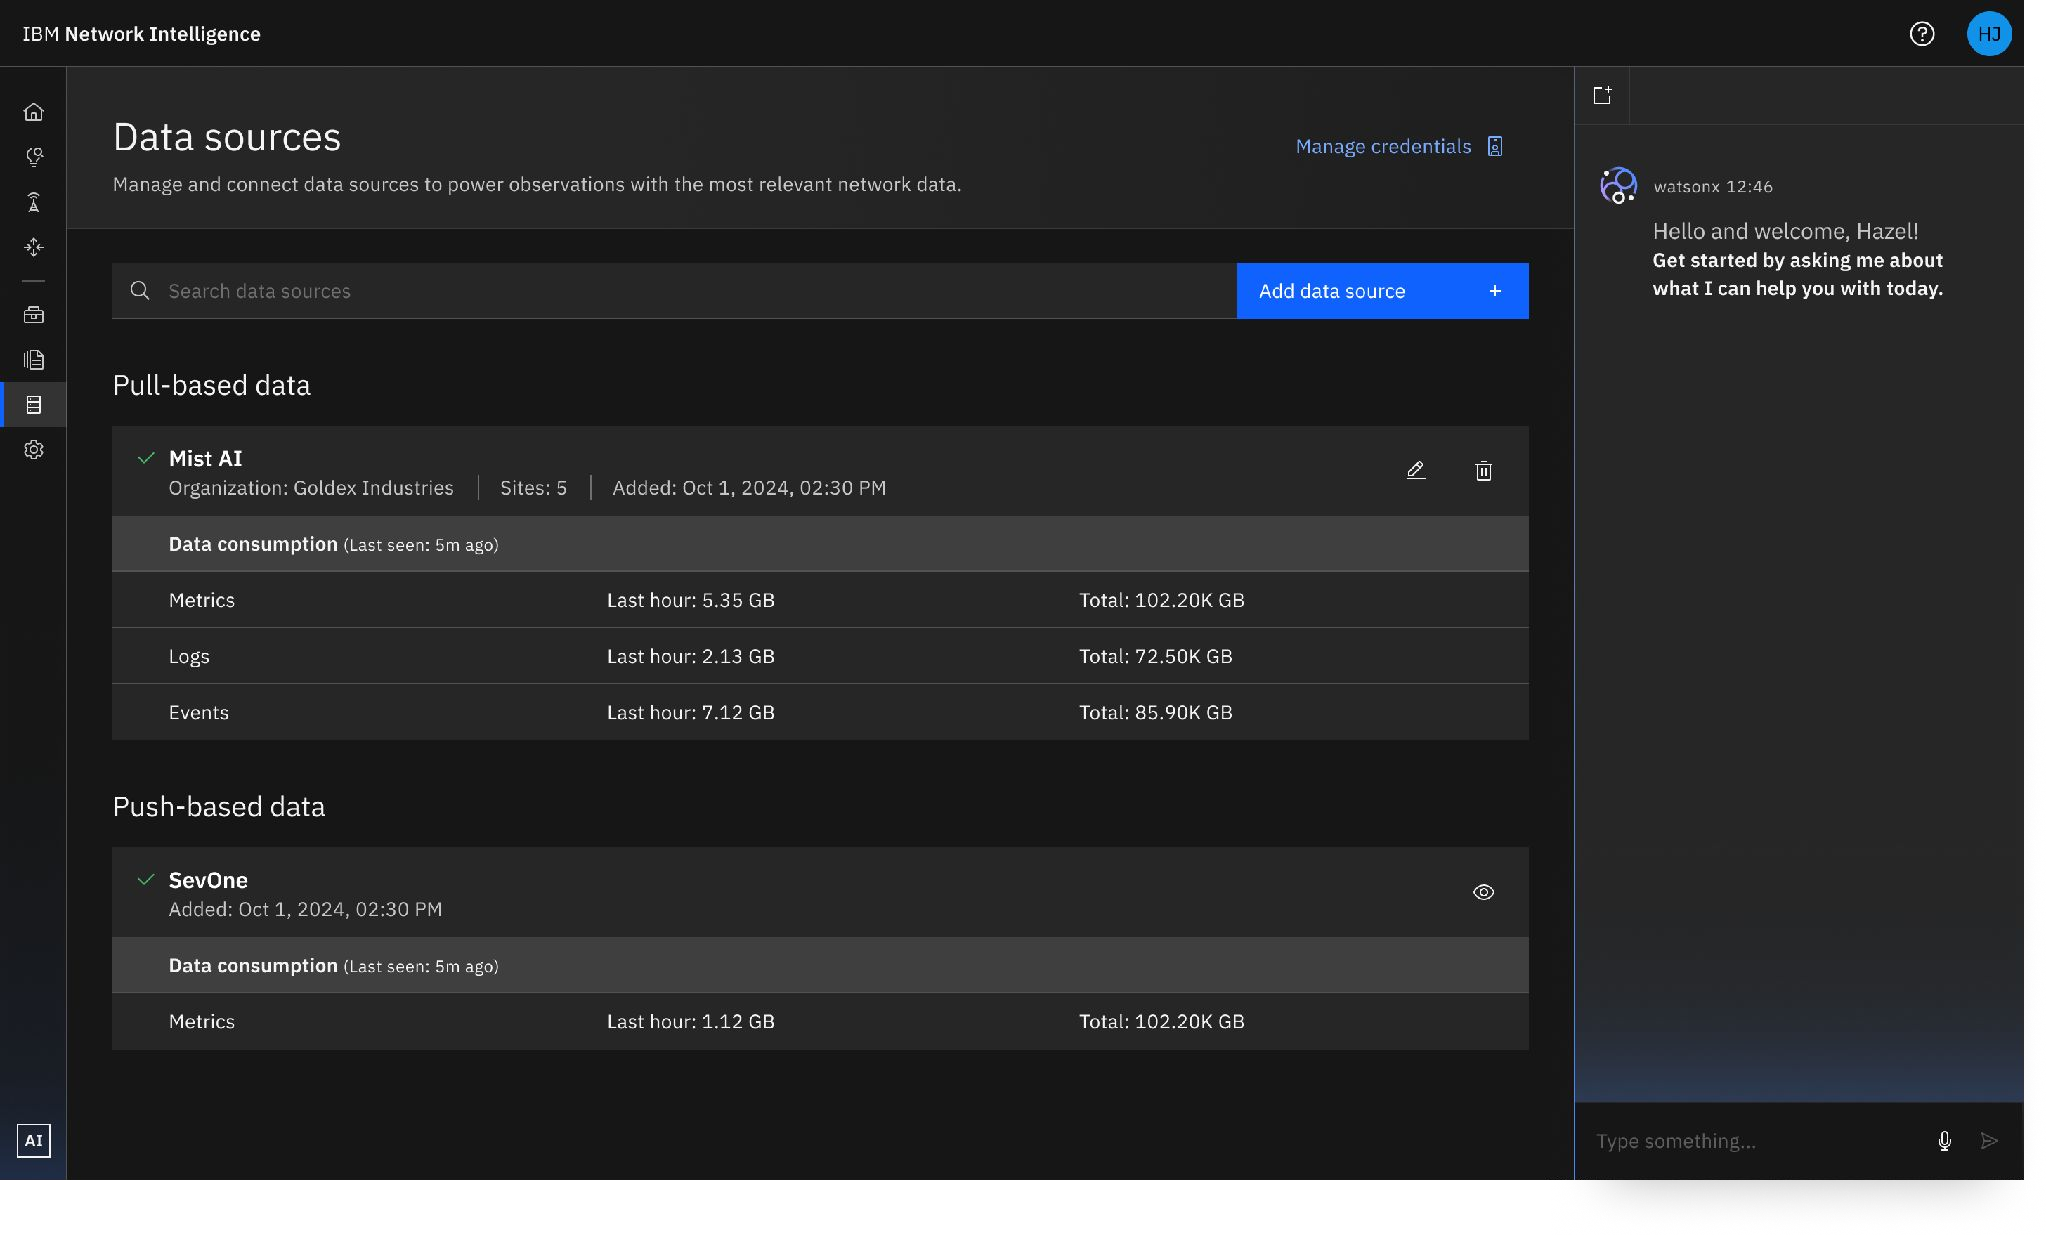 IBM Network Intelligence
HJ
Data sources
Manage and connect data sources to power observations with the most relevant network data.
Manage credentials
Search data sources
Add data source
Pull-based data
Mist AI
Organization: Goldex Industries
Sites: 5
Added: Oct 1, 2024, 02:30 PM
Data consumption (Last seen: 5m ago)
Metrics Last hour: 5.35 GB Total: 102.20K GB
Logs Last hour: 2.13 GB Total: 72.50K GB
Events Last hour: 7.12 GB Total: 85.90K GB
Push-based data
SevOne
Added: Oct 1, 2024, 02:30 PM
Data consumption (Last seen: 5m ago)
Metrics Last hour: 1.12 GB Total: 102.20K GB
AI
watsonx 12:46
Hello and welcome, Hazel!
Get started by asking me about
what I can help you with today.
Type something...